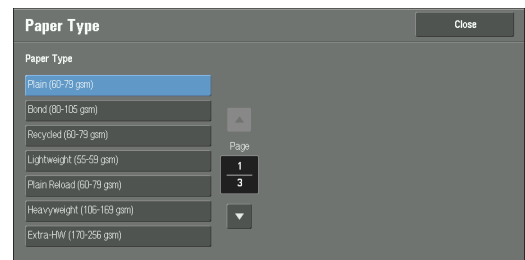 Paper Type
Close
Paper Type
Plain (60-79 gsm)
Bond (80-105 gsm)
Recycled (60-79 gsm)
Lightweight (55-59 gsm)
Plain Reload (60-79 gsm)
Heavyweight (106-169 gsm)
Extra-HW (170-256 gsm)
Page
1
3